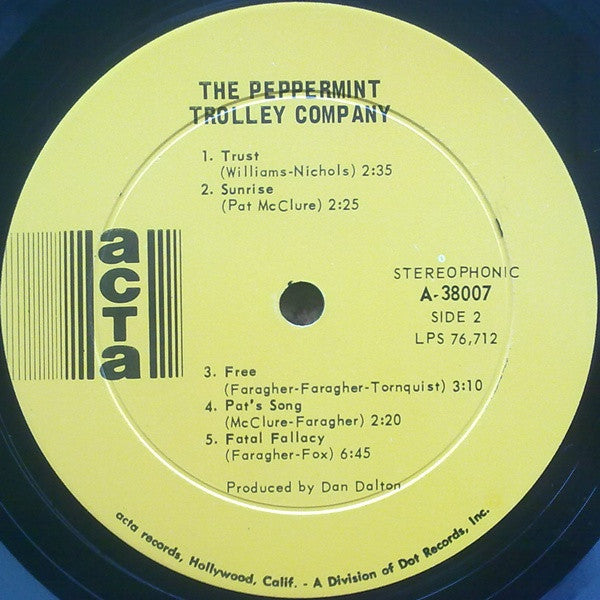 THE PEPPERMINT
TROLLEY COMPANY
1. Trust
(Williams-Nichols) 2:35
2. Sunrise
(Pat McClure) 2:25
acta
STEREOPHONIC
A-38007
SIDE 2
LPS 76,712
3. Free
(Faragher-Faragher-Tornquist) 3:10
4. Pat's Song
(McClure-Faragher) 2:20
5. Fatal Fallacy
(Faragher-Fox) 6:45
Produced by Dan Dalton
acta records, Hollywood, Calif. - A Division of Dot Records, Inc.